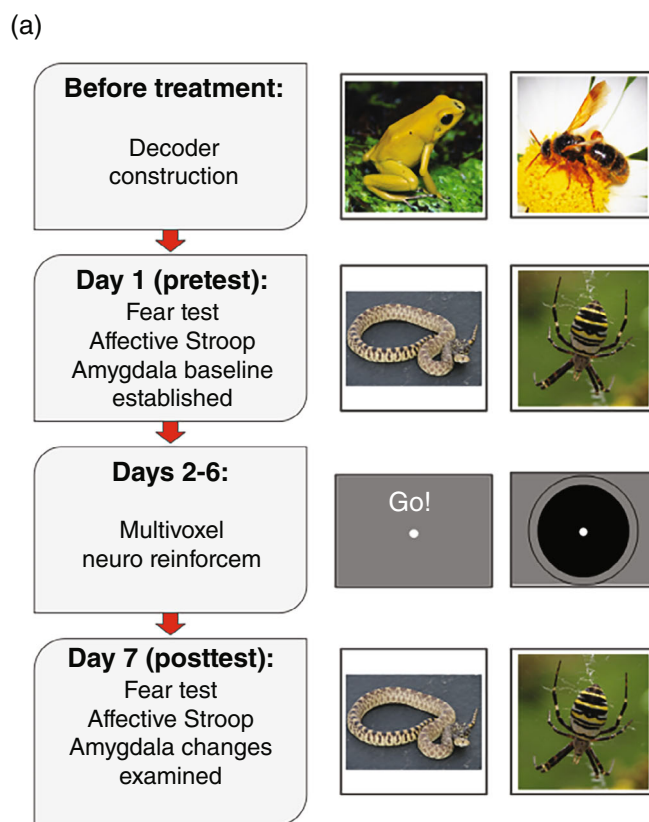 (a)
Before treatment:
Decoder
construction
Day 1 (pretest):
Fear test
Affective Stroop
Amygdala baseline
established
Days 2-6:
Go!
Multivoxel
neuro reinforcem
Day 7 (posttest):
Fear test
Affective Stroop
Amygdala changes
examined